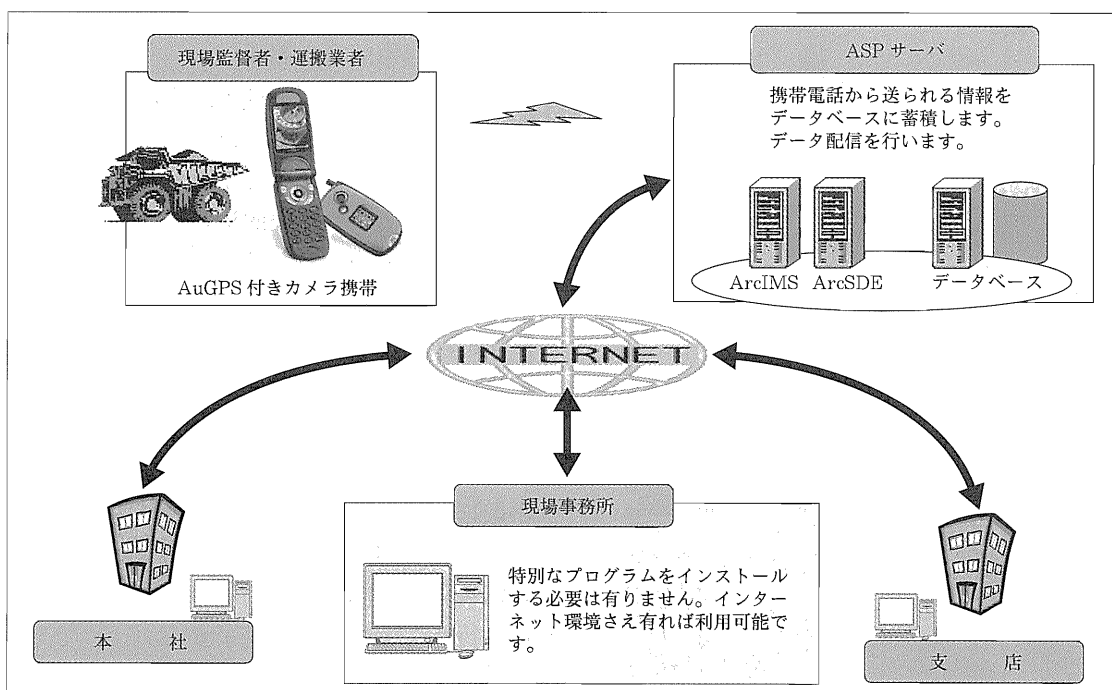 現場監督者・運搬業者
AuGPS 付きカメラ携帯
ASP サーバ
携帯電話から送られる情報を
データベースに蓄積します。
データ配信を行います。
ArcIMS
ArcSDE
データベース
INTERNET
本　　社
現場事務所
特別なプログラムをインストール
する必要は有りません。インター
ネット環境さえ有れば利用可能で
す。
支　　店